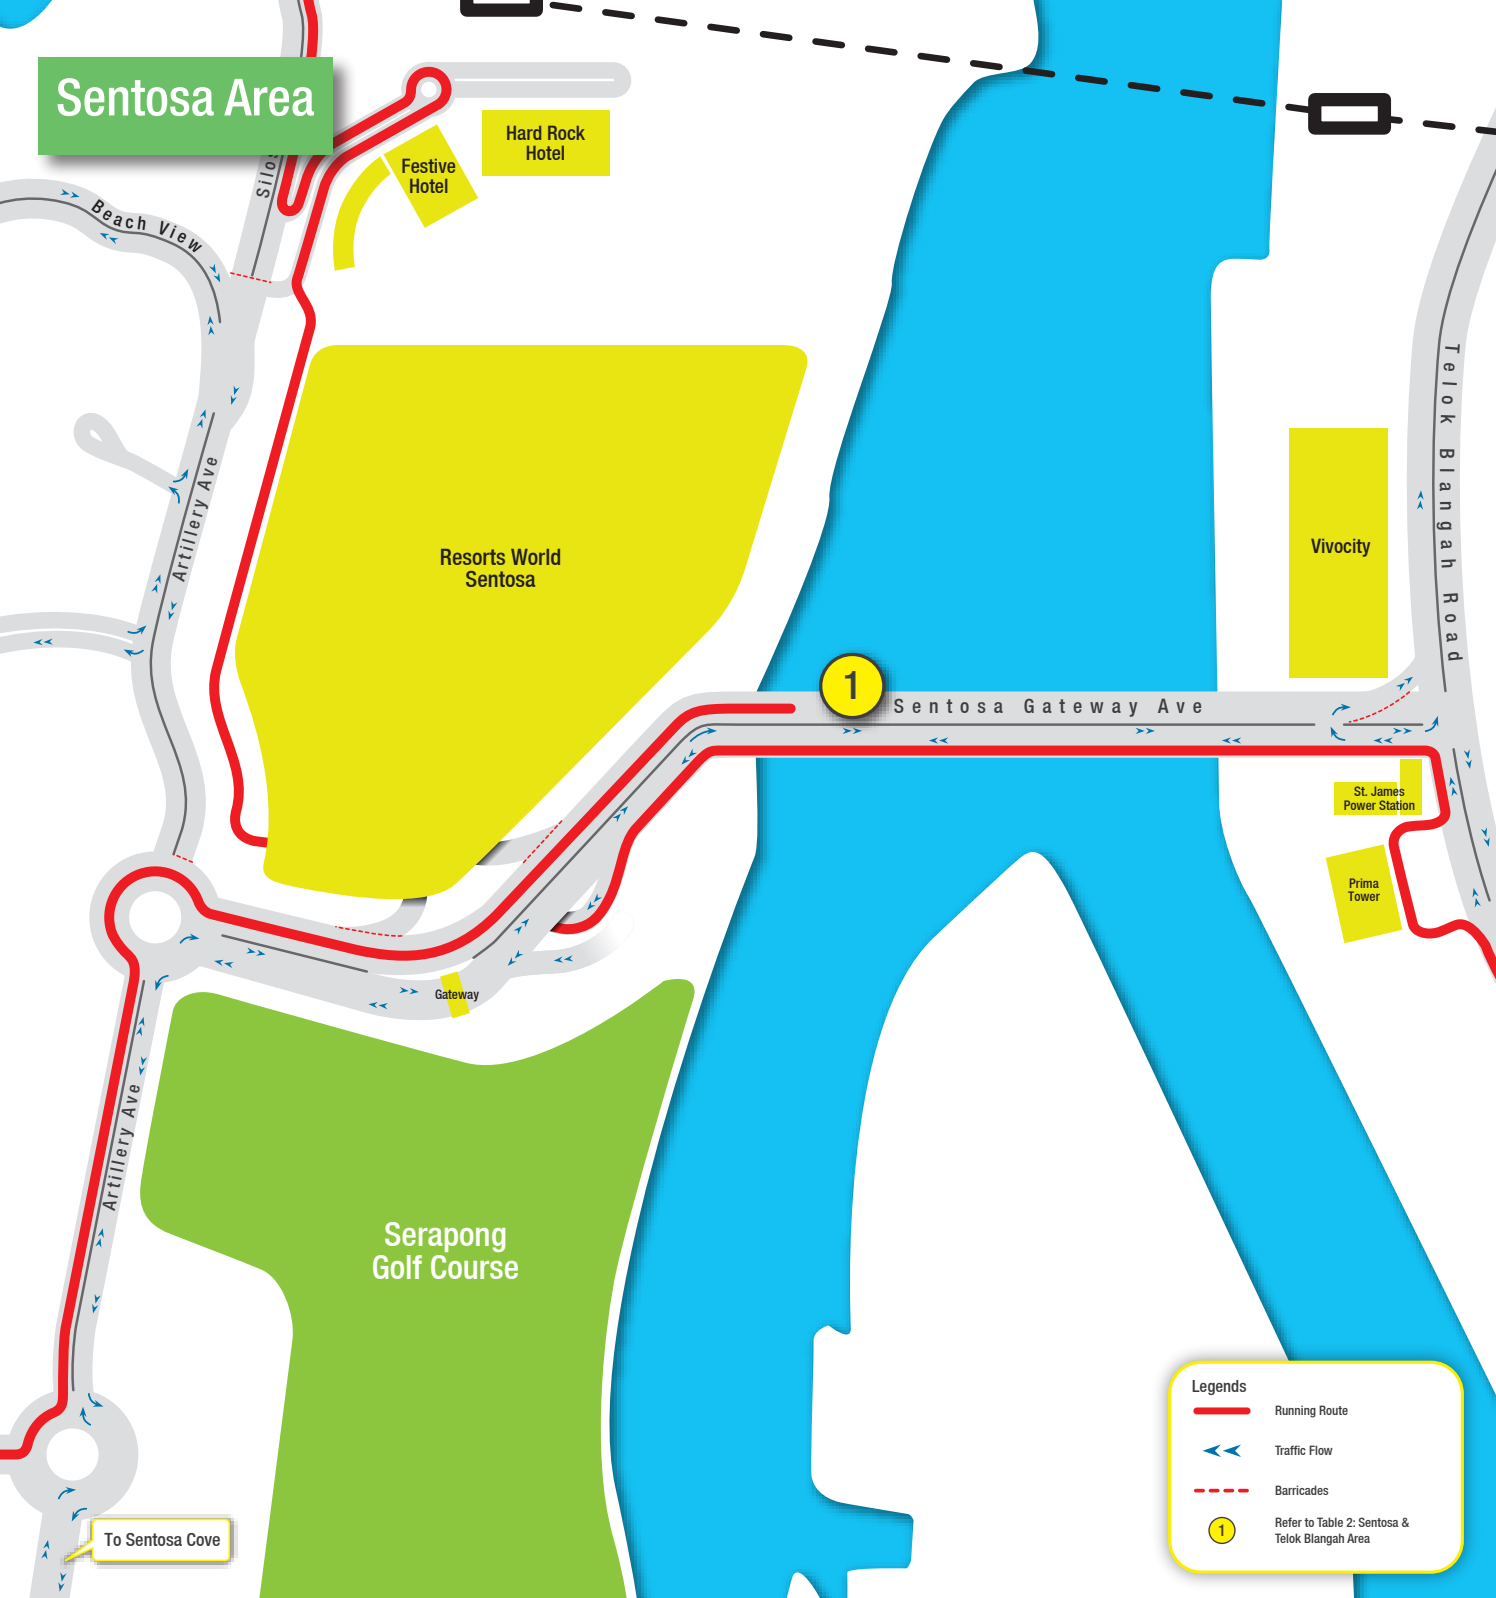 Sentosa Area
Hard Rock
Hotel
Festive
Hotel
Beach View
Artillery Ave
Telok Blangah Road
Resorts World
Sentosa
Vivocity
1
Sentosa Gateway Ave
St. James
Power Station
Prima
Tower
Gateway
Artillery Ave
Serapong
Golf Course
To Sentosa Cove
Legends
Running Route
Traffic Flow
Barricades
1
Refer to Table 2: Sentosa &
Telok Blangah Area